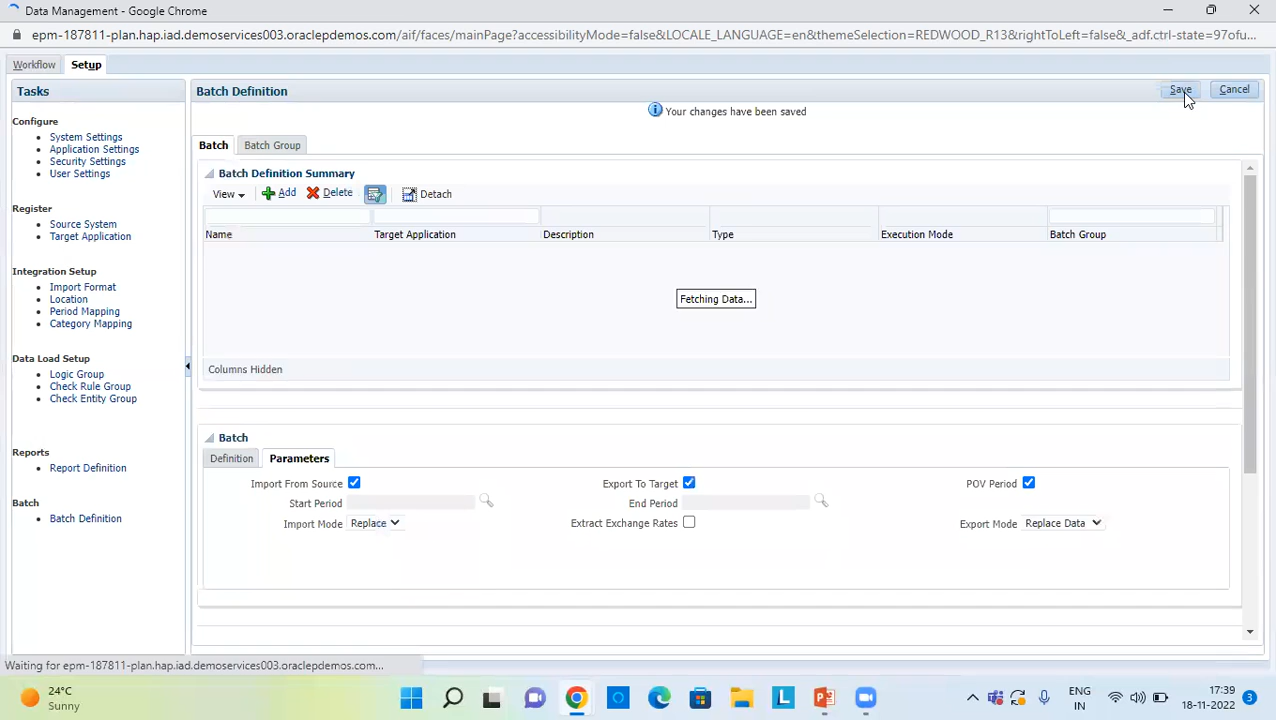 Data Management - Google Chrome
epm-187811-plan.hap.iad.demoservices003.oraclepdemos.com/aif/faces/mainPage?accessibilityMode=false&LOCALE_LANGUAGE=en&themeSelection=REDWOOD_R13&rightToLeft=false&_adf.ctrl-state=97ofu...
Workflow Setup
Tasks
Configure
System Settings
Application Settings
Security Settings
User Settings
Register
Source System
Target Application
Integration Setup
Import Format
Location
Period Mapping
Category Mapping
Data Load Setup
Logic Group
Check Rule Group
Check Entity Group
Reports
Report Definition
Batch
Batch Definition
Batch Definition Save Cancel
Your changes have been saved
Batch Batch Group
Batch Definition Summary
View Add Delete Detach
Name Target Application Description Type Execution Mode Batch Group
Fetching Data...
Columns Hidden
Batch
Definition Parameters
Import From Source Export To Target POV Period
Start Period End Period
Import Mode Replace Extract Exchange Rates Export Mode Replace Data
Waiting for epm-187811-plan.hap.iad.demoservices003.oraclepdemos.com...
24°C
Sunny
ENG
IN
17:39
18-11-2022
3